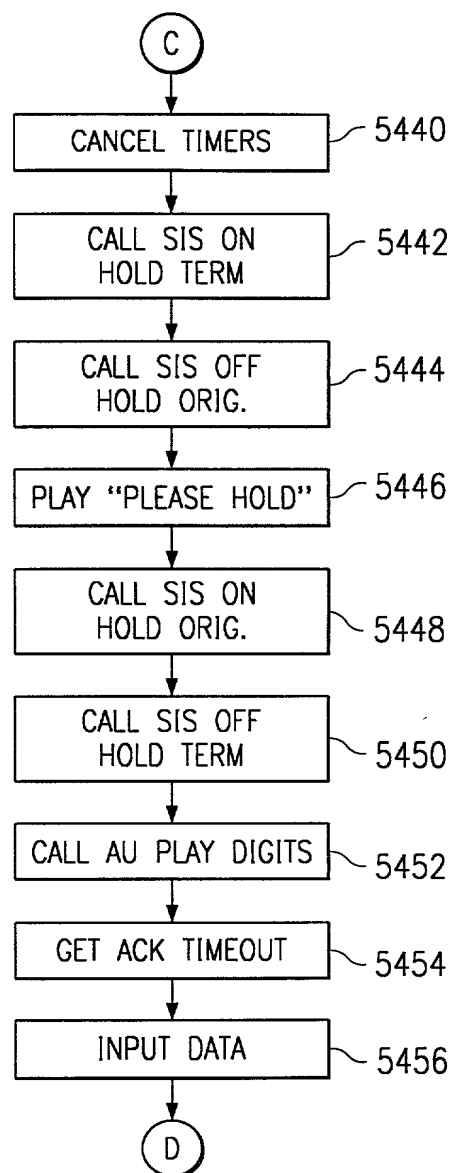 C
CANCEL TIMERS
5440
CALL SIS ON
HOLD TERM
5442
CALL SIS OFF
HOLD ORIG.
5444
PLAY “PLEASE HOLD”
5446
CALL SIS ON
HOLD ORIG.
5448
CALL SIS OFF
HOLD TERM
5450
CALL AU PLAY DIGITS
5452
GET ACK TIMEOUT
5454
INPUT DATA
5456
D